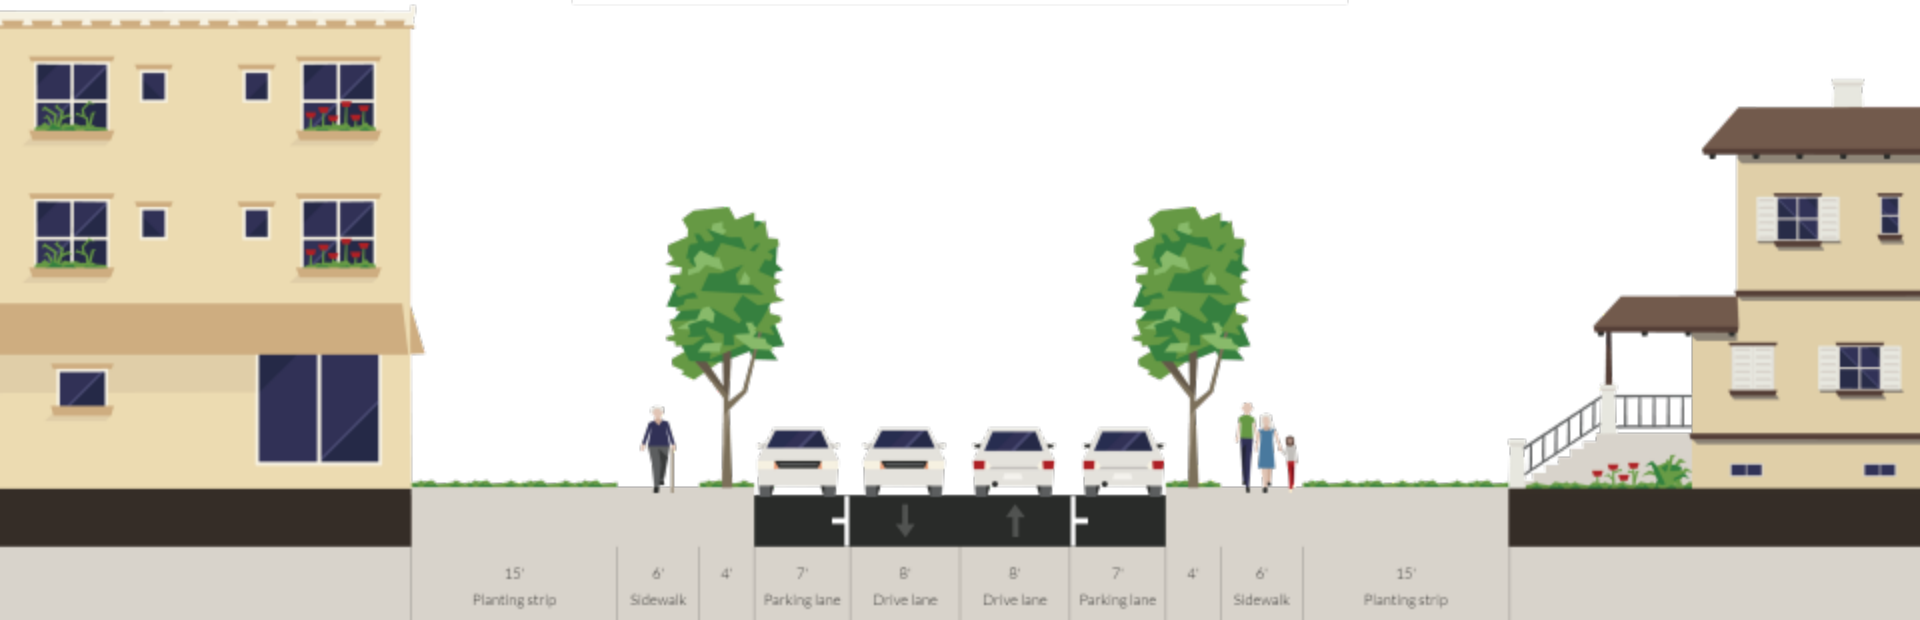 15'
Planting strip
6'
Sidewalk
4'
7'
Parking lane
8'
Drive lane
8'
Drive lane
7'
Parking lane
4'
6'
Sidewalk
15'
Planting strip